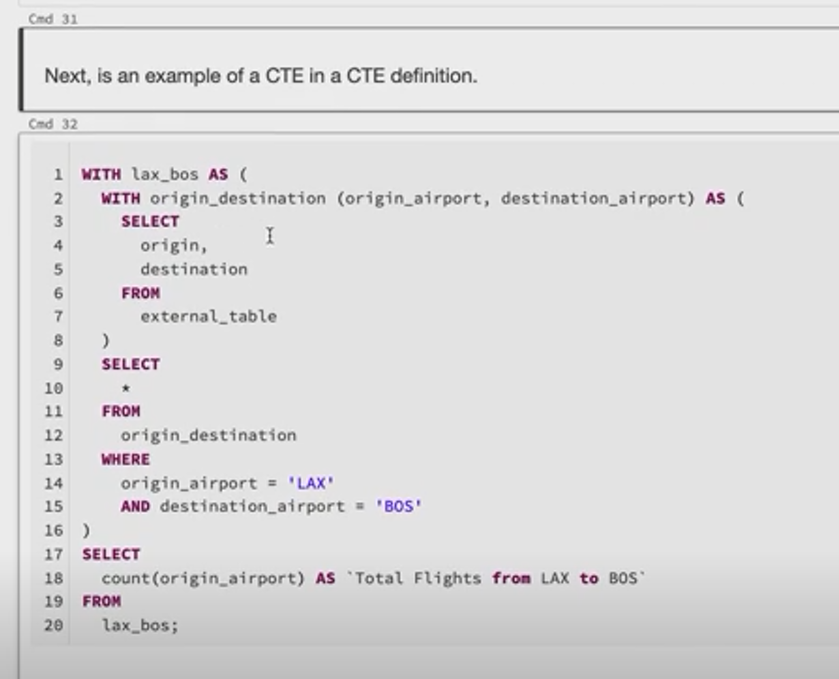 Cmd 31
Next, is an example of a CTE in a CTE definition.
Cmd 32
1 WITH lax_bos AS (
2 WITH origin_destination (origin_airport, destination_airport) AS (
3 SELECT
4 origin,
5 destination
6 FROM
7 external_table
8 )
9 SELECT
10 *
11 FROM
12 origin_destination
13 WHERE
14 origin_airport = 'LAX'
15 AND destination_airport = 'BOS'
16 )
17 SELECT
18 count(origin_airport) AS `Total Flights from LAX to BOS`
19 FROM
20 lax_bos;